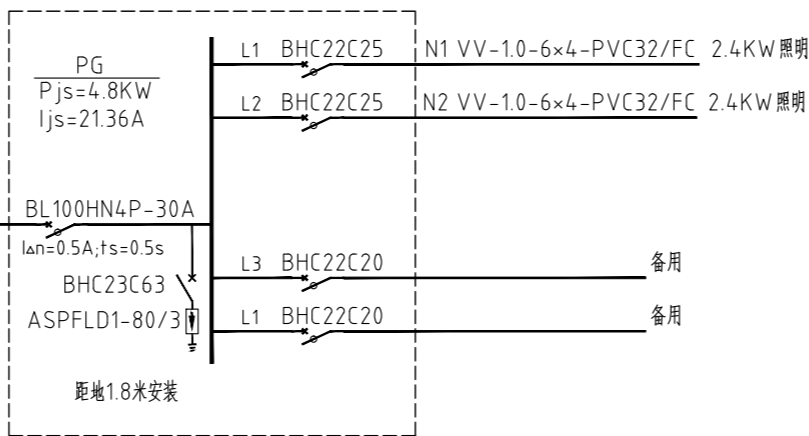 PG
Pjs=4.8KW
Ijs=21.36A
L1 BHC22C25 N1 VV-1.0-6×4-PVC32/FC 2.4KW照明
L2 BHC22C25 N2 VV-1.0-6×4-PVC32/FC 2.4KW照明
BL100HN4P-30A
I△n=0.5A;ts=0.5s
BHC23C63
ASPFLD1-80/3
L3 BHC22C20 备用
L1 BHC22C20 备用
距地1.8米安装